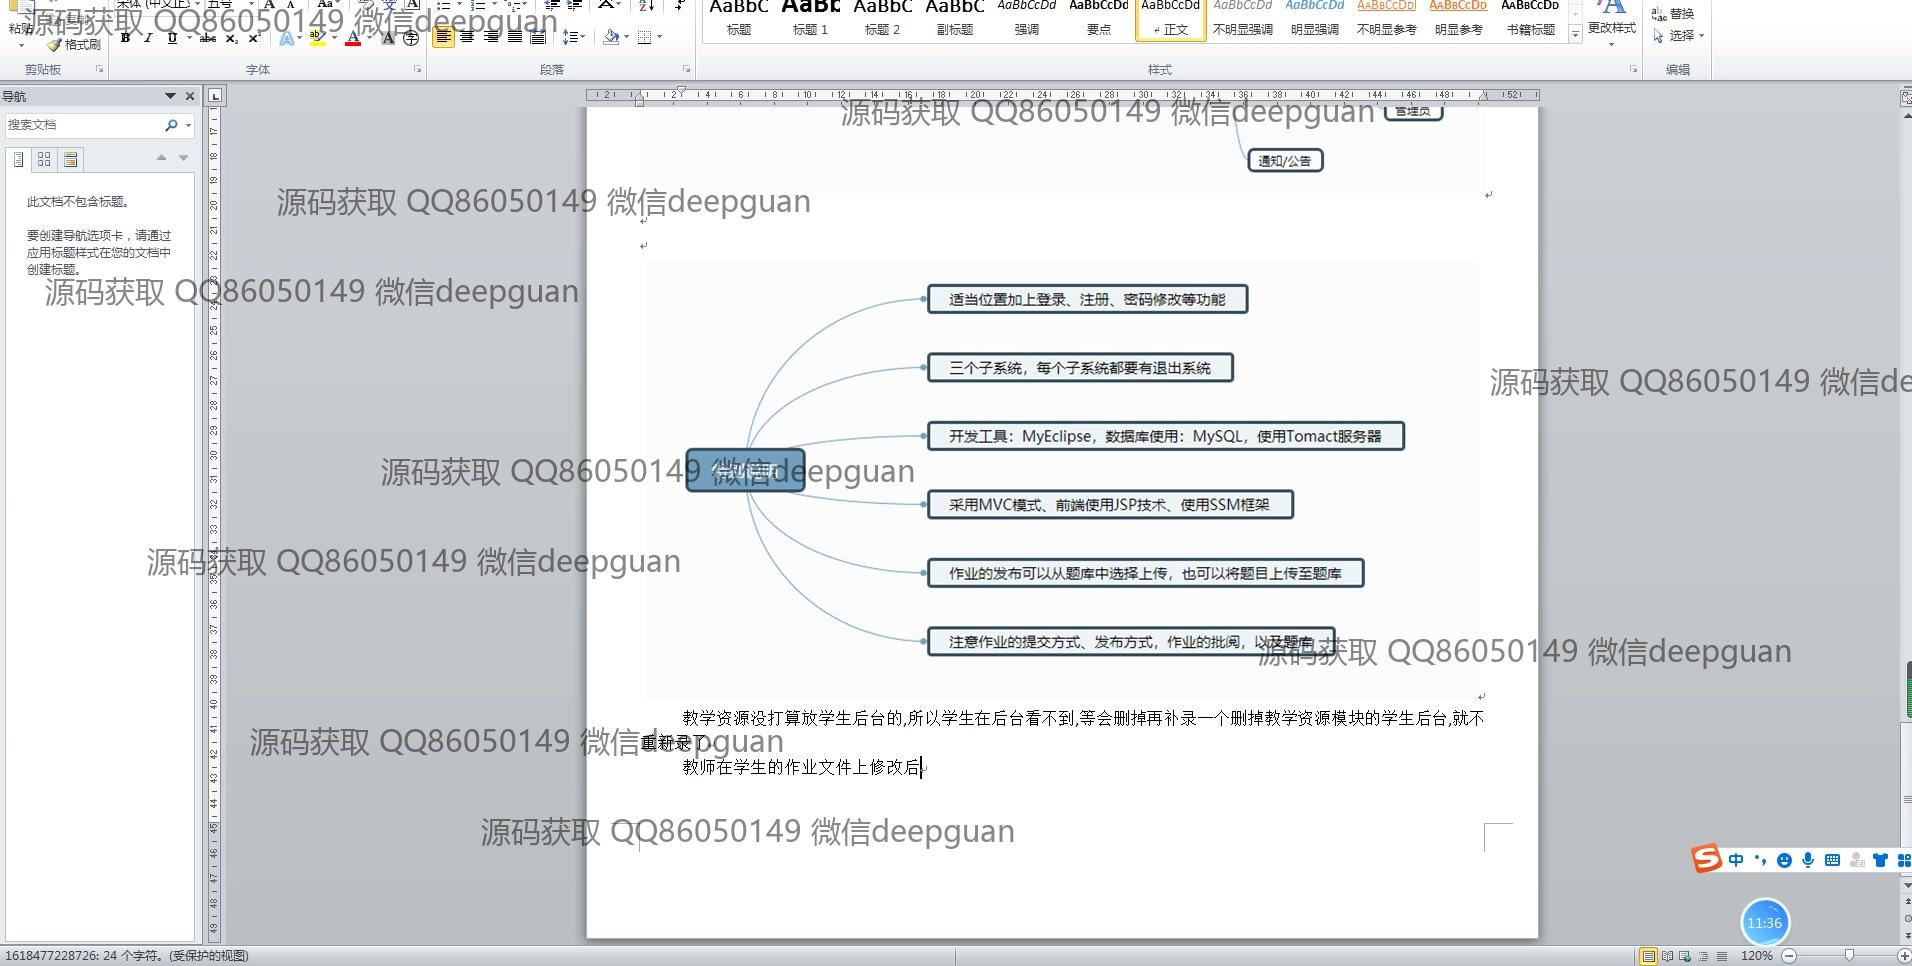 宋体 (中文正 五号
粘贴 格式刷
AaBbC AaBb AaBbC AaBbC AaBbCcDd AaBbCcDd AaBbCcDd AaBbCcDd AaBbCcDd AaBbCcDd AaBbCcDd AaBbCcDd
标题 标题 1 标题 2 副标题 强调 要点 正文 不明显强调 明显强调 不明显参考 明显参考 书籍标题
更改样式
替换
选择
剪贴板 字体 段落 样式 编辑
源码获取 QQ86050149 微信deepguan
导航
搜索文档
此文档不包含标题。
要创建导航选项卡，请通过
应用标题样式在您的文档中
创建标题。
源码获取 QQ86050149 微信deepguan
管理员
通知/公告
源码获取 QQ86050149 微信deepguan
源码获取 QQ86050149 微信deepguan
适当位置加上登录、注册、密码修改等功能
三个子系统，每个子系统都要有退出系统
源码获取 QQ86050149 微信de
开发工具：MyEclipse，数据库使用：MySQL，使用Tomact服务器
源码获取 QQ86050149 微信deepguan
采用MVC模式、前端使用JSP技术、使用SSM框架
源码获取 QQ86050149 微信deepguan
作业的发布可以从题库中选择上传，也可以将题目上传至题库
注意作业的提交方式、发布方式，作业的批阅，以及题库
源码获取 QQ86050149 微信deepguan
教学资源没打算放学生后台的,所以学生在后台看不到,等会删掉再补录一个删掉教学资源模块的学生后台,就不
重新录了
源码获取 QQ86050149 微信deepguan
教师在学生的作业文件上修改后
源码获取 QQ86050149 微信deepguan
中
11:36
1618477228726: 24 个字符。(受保护的视图)
120%